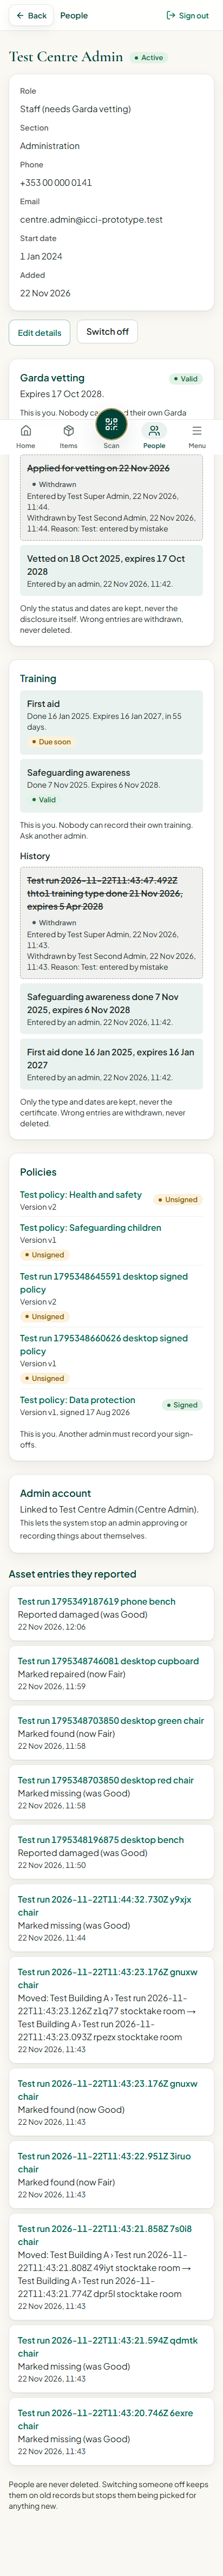 Back
People
Sign out
Test Centre Admin
Active
Role
Staff (needs Garda vetting)
Section
Administration
Phone
+353 00 000 0141
Email
centre.admin@icci-prototype.test
Start date
1 Jan 2024
Added
22 Nov 2026
Edit details
Switch off
Garda vetting
Valid
Expires 17 Oct 2028.
This is you. Nobody can their own Garda
Home
Items
Scan
People
Menu
Applied for vetting on 22 Nov 2026
Withdrawn
Entered by Test Super Admin, 22 Nov 2026,
11:44.
Withdrawn by Test Second Admin, 22 Nov 2026,
11:44. Reason: Test: entered by mistake
Vetted on 18 Oct 2025, expires 17 Oct
2028
Entered by an admin, 22 Nov 2026, 11:42.
Only the status and dates are kept, never the
disclosure itself. Wrong entries are withdrawn,
never deleted.
Training
First aid
Done 16 Jan 2025. Expires 16 Jan 2027, in 55
days.
Due soon
Safeguarding awareness
Done 7 Nov 2025. Expires 6 Nov 2028.
Valid
This is you. Nobody can record their own training.
Ask another admin.
History
Test run 2026-11-22T11:43:47.492Z
thto1 training type done 21 Nov 2026,
expires 5 Apr 2028
Withdrawn
Entered by Test Super Admin, 22 Nov 2026,
11:43.
Withdrawn by Test Second Admin, 22 Nov 2026,
11:43. Reason: Test: entered by mistake
Safeguarding awareness done 7 Nov
2025, expires 6 Nov 2028
Entered by an admin, 22 Nov 2026, 11:42.
First aid done 16 Jan 2025, expires 16 Jan
2027
Entered by an admin, 22 Nov 2026, 11:42.
Only the type and dates are kept, never the
certificate. Wrong entries are withdrawn, never
deleted.
Policies
Test policy: Health and safety
Unsigned
Version v2
Test policy: Safeguarding children
Version v1
Unsigned
Test run 1795348645591 desktop signed
policy
Version v2
Unsigned
Test run 1795348660626 desktop signed
policy
Version v1
Unsigned
Test policy: Data protection
Signed
Version v1, signed 17 Aug 2026
This is you. Another admin must record your sign-
offs.
Admin account
Linked to Test Centre Admin (Centre Admin).
This lets the system stop an admin approving or
recording things about themselves.
Asset entries they reported
Test run 1795349187619 phone bench
Reported damaged (was Good)
22 Nov 2026, 12:06
Test run 1795348746081 desktop cupboard
Marked repaired (now Fair)
22 Nov 2026, 11:59
Test run 1795348703850 desktop green chair
Marked found (now Fair)
22 Nov 2026, 11:58
Test run 1795348703850 desktop red chair
Marked missing (was Good)
22 Nov 2026, 11:58
Test run 1795348196875 desktop bench
Reported damaged (was Good)
22 Nov 2026, 11:50
Test run 2026-11-22T11:44:32.730Z y9xjx
chair
Marked missing (was Good)
22 Nov 2026, 11:44
Test run 2026-11-22T11:43:23.176Z gnuxw
chair
Moved: Test Building A › Test run 2026-11-
22T11:43:23.126Z z1q77 stocktake room →
Test Building A › Test run 2026-11-
22T11:43:23.093Z rpezx stocktake room
22 Nov 2026, 11:43
Test run 2026-11-22T11:43:23.176Z gnuxw
chair
Marked found (now Good)
22 Nov 2026, 11:43
Test run 2026-11-22T11:43:22.951Z 3iruo
chair
Marked found (now Fair)
22 Nov 2026, 11:43
Test run 2026-11-22T11:43:21.858Z 7s0i8
chair
Moved: Test Building A › Test run 2026-11-
22T11:43:21.808Z 49iyt stocktake room →
Test Building A › Test run 2026-11-
22T11:43:21.774Z dpr5l stocktake room
22 Nov 2026, 11:43
Test run 2026-11-22T11:43:21.594Z qdmtk
chair
Marked missing (was Good)
22 Nov 2026, 11:43
Test run 2026-11-22T11:43:20.746Z 6exre
chair
Marked missing (was Good)
22 Nov 2026, 11:43
People are never deleted. Switching someone off keeps
them on old records but stops them being picked for
anything new.